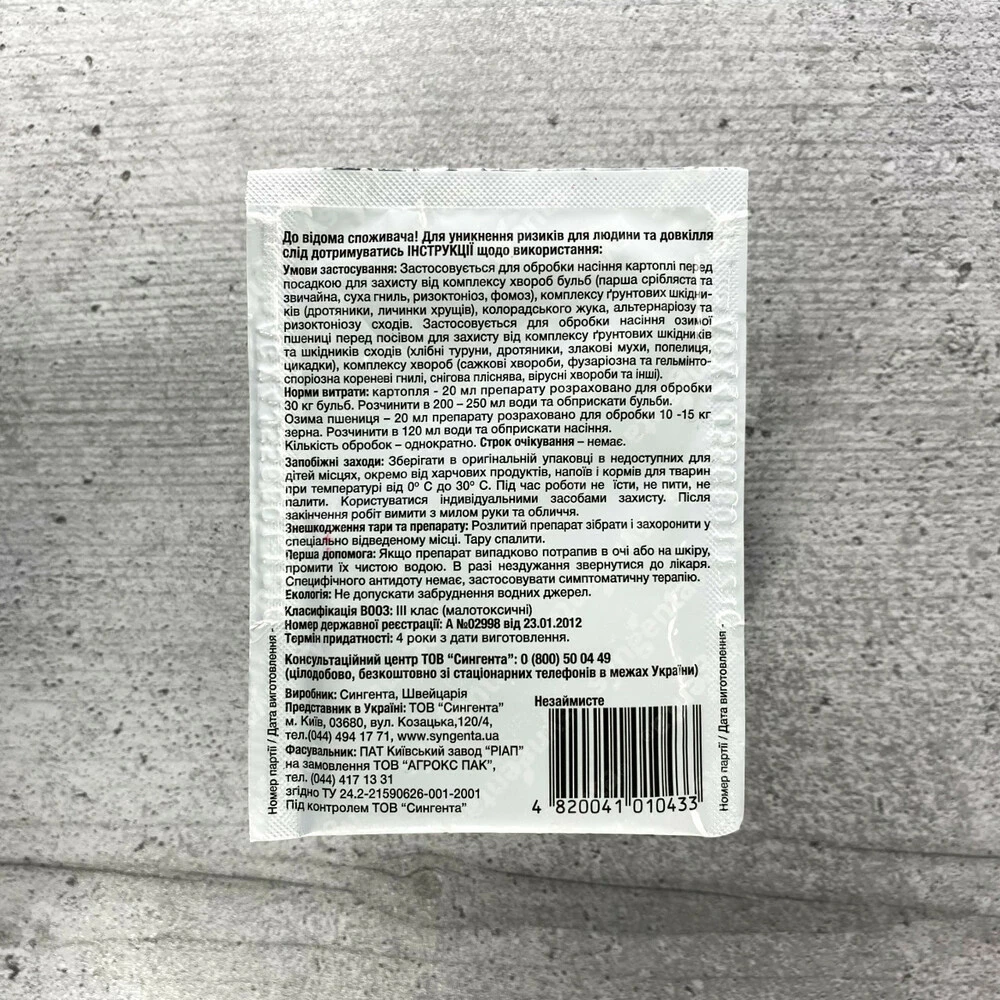 До відома споживача! Для уникнення ризиків для людини та довкілля
слід дотримуватись ІНСТРУКЦІЇ щодо використання:
Умови застосування: Застосовується для обробки насіння картоплі перед
посадкою для захисту від комплексу хвороб бульб (парша срібляста та
звичайна, суха гниль, ризоктоніоз, фомоз), комплексу ґрунтових шкідни-
ків (дротяники, личинки хрущів), колорадського жука, альтернаріозу та
ризоктоніозу сходів. Застосовується для обробки насіння озимої
пшениці перед посівом для захисту від комплексу ґрунтових шкідників
та шкідників сходів (хлібні туруни, дротяники, злакові мухи, попелиця,
цикадки), комплексу хвороб (сажкові хвороби, фузаріозна та гельмінто-
споріозна кореневі гнилі, снігова пліснява, вірусні хвороби та інші).
Норми витрати: картопля - 20 мл препарату розраховано для обробки
30 кг бульб. Розчинити в 200 – 250 мл води та обприскати бульби.
Озима пшениця – 20 мл препарату розраховано для обробки 10 -15 кг
зерна. Розчинити в 120 мл води та обприскати насіння.
Кількість обробок – однократно. Строк очікування – немає.
Запобіжні заходи: Зберігати в оригінальній упаковці в недоступних для
дітей місцях, окремо від харчових продуктів, напоїв і кормів для тварин
при температурі від 0º С до 30º С. Під час роботи не їсти, не пити, не
палити. Користуватися індивідуальними засобами захисту. Після
закінчення робіт вимити з милом руки та обличчя.
Знешкодження тари та препарату: Розлитий препарат зібрати і захоронити у
спеціально відведеному місці. Тару спалити.
Перша допомога: Якщо препарат випадково потрапив в очі або на шкіру,
промити їх чистою водою. В разі нездужання звернутися до лікаря.
Специфічного антидоту немає, застосовувати симптоматичну терапію.
Екологія: Не допускати забруднення водних джерел.
Класифікація ВООЗ: III клас (малотоксичні)
Номер державної реєстрації: А №02998 від 23.01.2012
Термін придатності: 4 роки з дати виготовлення.
Консультаційний центр ТОВ "Сингента": 0 (800) 50 04 49
(цілодобово, безкоштовно зі стаціонарних телефонів в межах України)
Виробник: Сингента, Швейцарія
Представник в Україні: ТОВ "Сингента"
м. Київ, 03680, вул. Козацька,120/4,
тел.(044) 494 17 71, www.syngenta.ua
Фасувальник: ПАТ Київський завод "РІАП"
на замовлення ТОВ "АГРОКС ПАК",
тел. (044) 417 13 31
згідно ТУ 24.2-21590626-001-2001
Під контролем ТОВ "Сингента"
Незаймисте
4 820041 010433
Номер партії / Дата виготовлення -
Номер партії / Дата виготовлення -